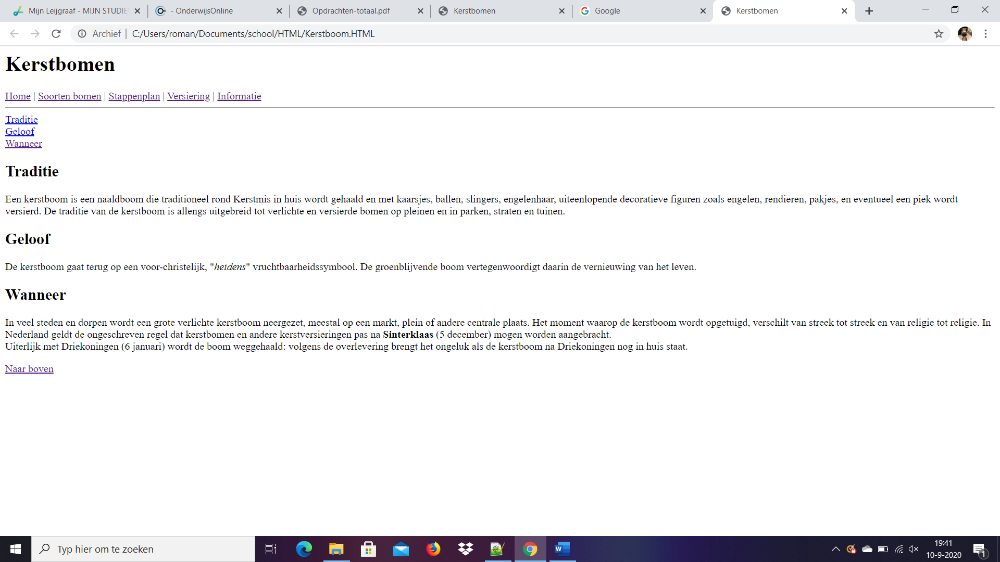 Mijn Leijgraaf - MIJN STUDIE
- OnderwijsOnline
Opdrachten-totaal.pdf
Kerstbomen
Google
Kerstbomen
Archief | C:/Users/roman/Documents/school/HTML/Kerstboom.HTML
Kerstbomen
Home | Soorten bomen | Stappenplan | Versiering | Informatie
Traditie
Geloof
Wanneer
Traditie
Een kerstboom is een naaldboom die traditioneel rond Kerstmis in huis wordt gehaald en met kaarsjes, ballen, slingers, engelenhaar, uiteenlopende decoratieve figuren zoals engelen, rendieren, pakjes, en eventueel een piek wordt
versierd. De traditie van de kerstboom is allengs uitgebreid tot verlichte en versierde bomen op pleinen en in parken, straten en tuinen.
Geloof
De kerstboom gaat terug op een voor-christelijk, "heidens" vruchtbaarheidssymbool. De groenblijvende boom vertegenwoordigt daarin de vernieuwing van het leven.
Wanneer
In veel steden en dorpen wordt een grote verlichte kerstboom neergezet, meestal op een markt, plein of andere centrale plaats. Het moment waarop de kerstboom wordt opgetuigd, verschilt van streek tot streek en van religie tot religie. In
Nederland geldt de ongeschreven regel dat kerstbomen en andere kerstversieringen pas na Sinterklaas (5 december) mogen worden aangebracht.
Uiterlijk met Driekoningen (6 januari) wordt de boom weggehaald: volgens de overlevering brengt het ongeluk als de kerstboom na Driekoningen nog in huis staat.
Naar boven
Typ hier om te zoeken
19:41
10-9-2020
1